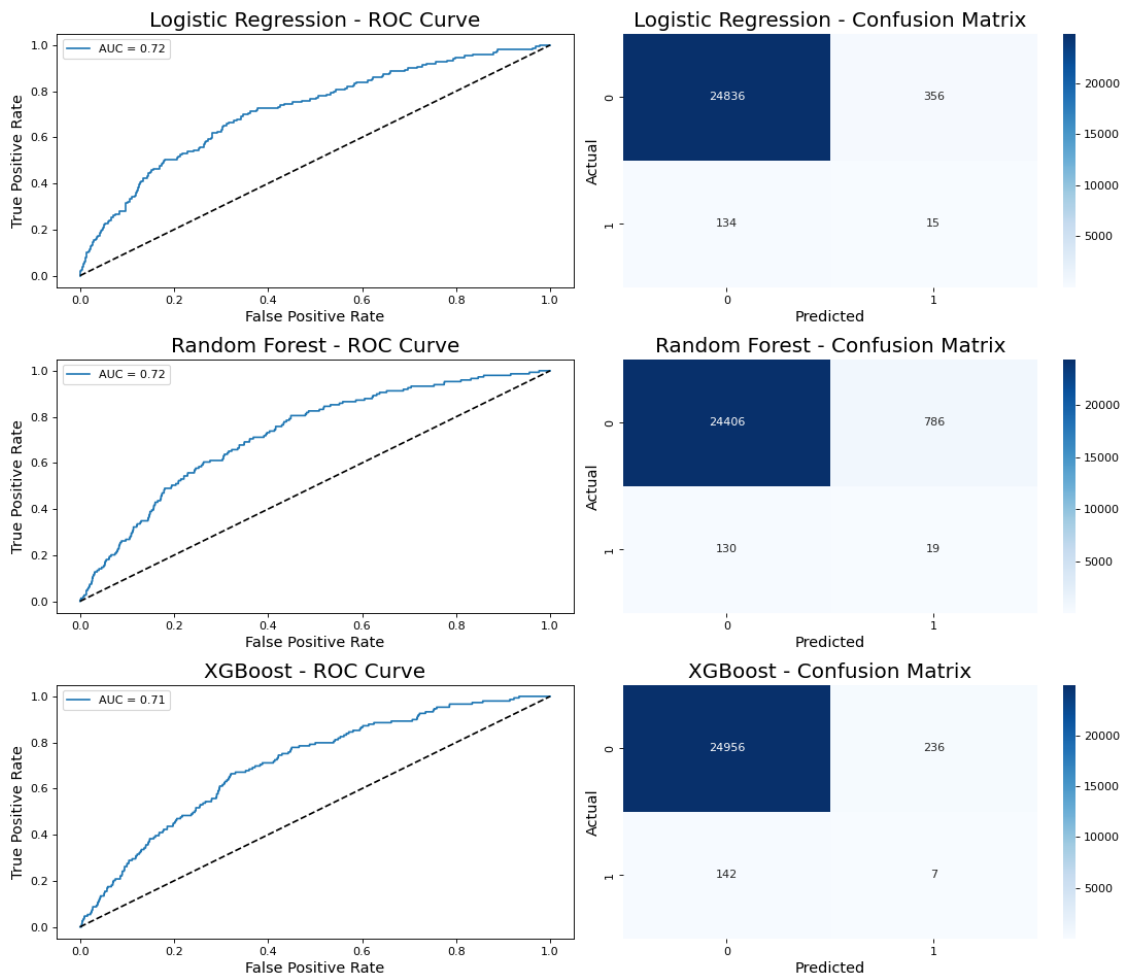 Logistic Regression - ROC Curve
AUC = 0.72
1.0
0.8
0.6
0.4
0.2
0.0
True Positive Rate
0.0 0.2 0.4 0.6 0.8 1.0
False Positive Rate
Logistic Regression - Confusion Matrix
0
1
Actual
24836 356
134 15
0 1
Predicted
20000
15000
10000
5000
Random Forest - ROC Curve
AUC = 0.72
1.0
0.8
0.6
0.4
0.2
0.0
True Positive Rate
0.0 0.2 0.4 0.6 0.8 1.0
False Positive Rate
Random Forest - Confusion Matrix
0
1
Actual
24406 786
130 19
0 1
Predicted
20000
15000
10000
5000
XGBoost - ROC Curve
AUC = 0.71
1.0
0.8
0.6
0.4
0.2
0.0
True Positive Rate
0.0 0.2 0.4 0.6 0.8 1.0
False Positive Rate
XGBoost - Confusion Matrix
0
1
Actual
24956 236
142 7
0 1
Predicted
20000
15000
10000
5000